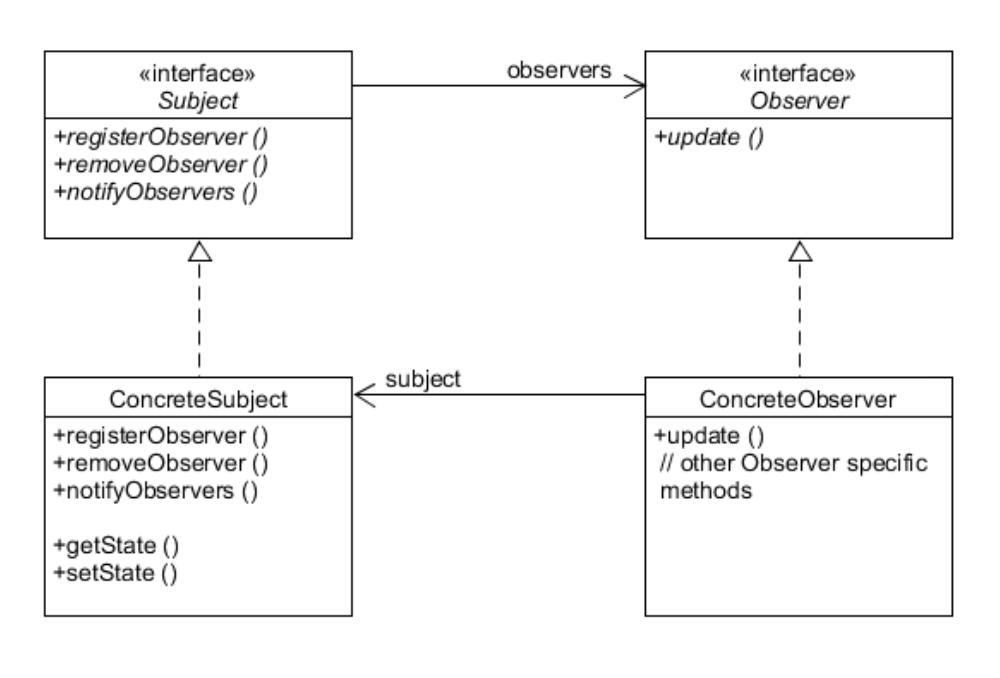 «interface»
Subject
+registerObserver ()
+removeObserver ()
+notifyObservers ()
observers
«interface»
Observer
+update ()
ConcreteSubject
+registerObserver ()
+removeObserver ()
+notifyObservers ()
+getState ()
+setState ()
subject
ConcreteObserver
+update ()
// other Observer specific
methods